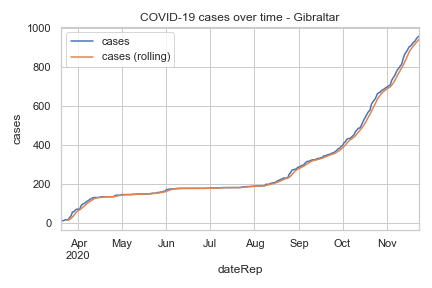 COVID-19 cases over time - Gibraltar
cases
cases (rolling)
1000
800
600
400
200
0
cases
Apr May Jun Jul Aug Sep Oct Nov
2020
dateRep